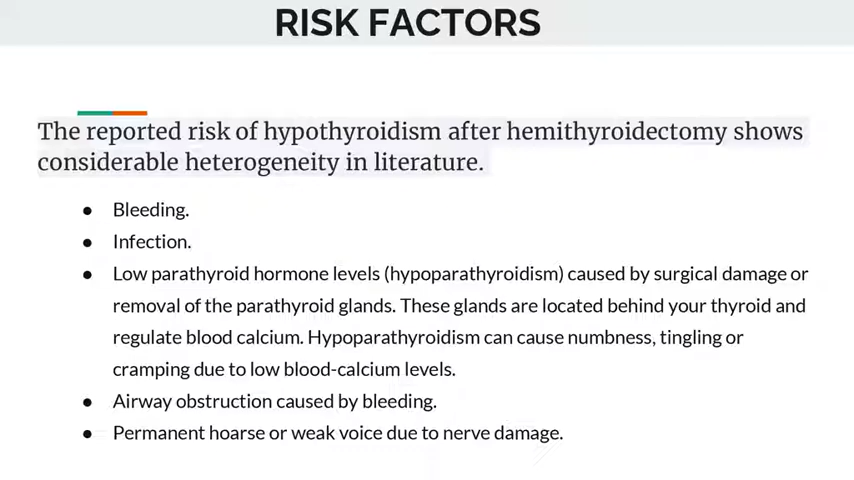 RISK FACTORS
The reported risk of hypothyroidism after hemithyroidectomy shows
considerable heterogeneity in literature.
● Bleeding.
● Infection.
● Low parathyroid hormone levels (hypoparathyroidism) caused by surgical damage or
removal of the parathyroid glands. These glands are located behind your thyroid and
regulate blood calcium. Hypoparathyroidism can cause numbness, tingling or
cramping due to low blood-calcium levels.
● Airway obstruction caused by bleeding.
● Permanent hoarse or weak voice due to nerve damage.